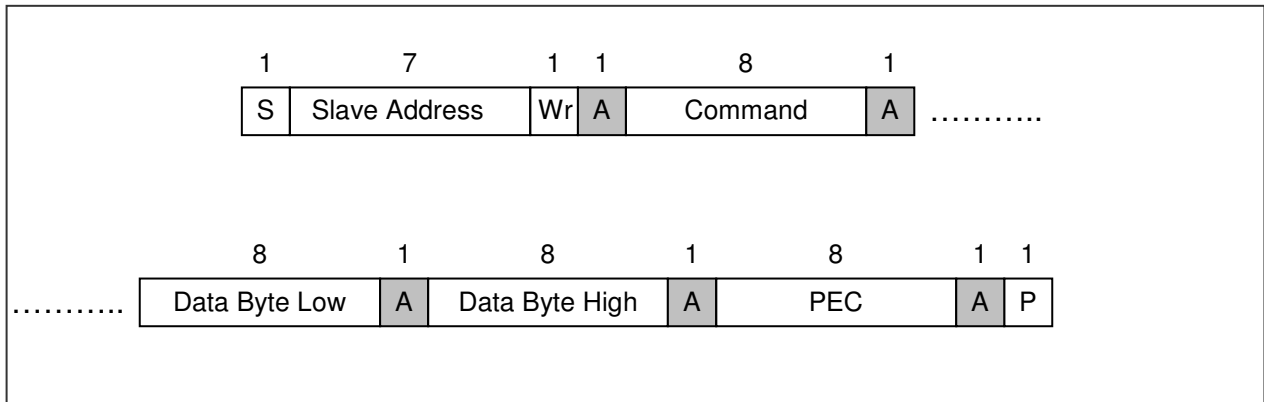 1 7 1 1 8 1
S Slave Address Wr A Command A ...........
8 1 8 1 8 1 1
........... Data Byte Low A Data Byte High A PEC A P